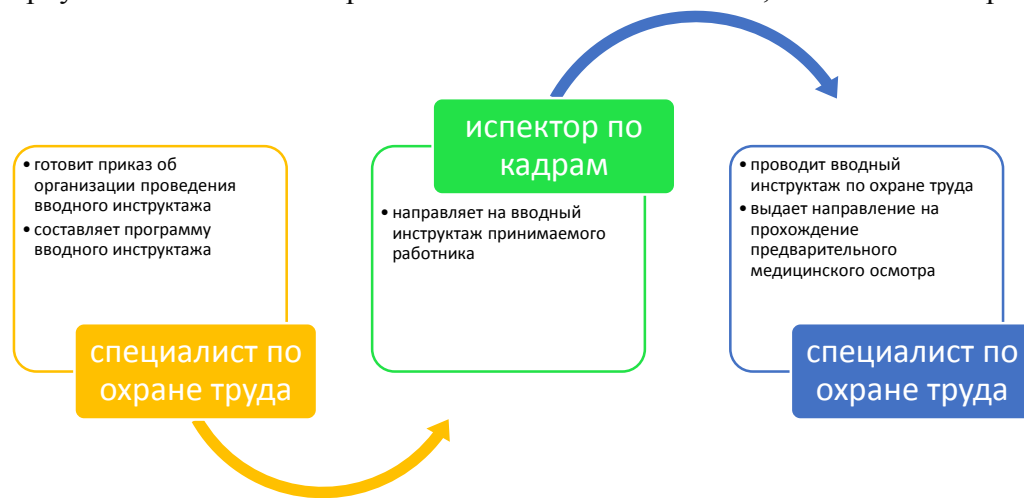 • готовит приказ об
организации проведения
вводного инструктажа
• составляет программу
вводного инструктажа
специалист по
охране труда
испектор по
кадрам
• направляет на вводный
инструктаж принимаемого
работника
• проводит вводный
инструктаж по охране труда
• выдает направление на
прохождение
предварительного
медицинского осмотра
специалист по
охране труда